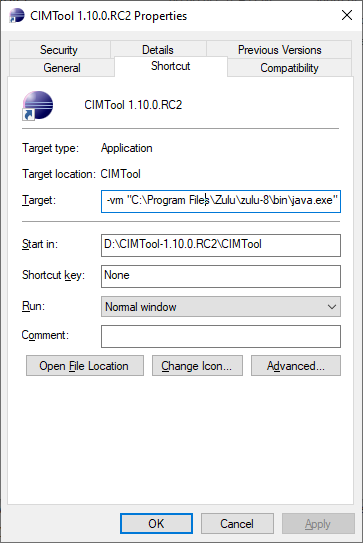 CIMTool 1.10.0.RC2 Properties
Security Details Previous Versions
General Shortcut Compatibility
CIMTool 1.10.0.RC2
Target type: Application
Target location: CIMTool
Target: -vm "C:\Program Files\Zulu\zulu-8\bin\java.exe"
Start in: D:\CIMTool-1.10.0.RC2\CIMTool
Shortcut key: None
Run: Normal window
Comment:
Open File Location Change Icon... Advanced...
OK Cancel Apply